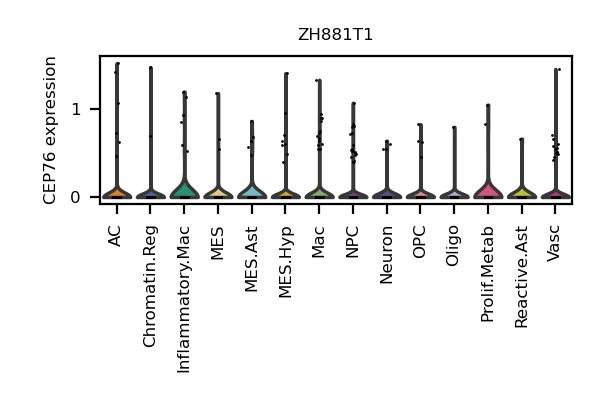 ZH881T1
CEP76 expression
1
0
AC
Chromatin.Reg
Inflammatory.Mac
MES
MES.Ast
MES.Hyp
Mac
NPC
Neuron
OPC
Oligo
Prolif.Metab
Reactive.Ast
Vasc